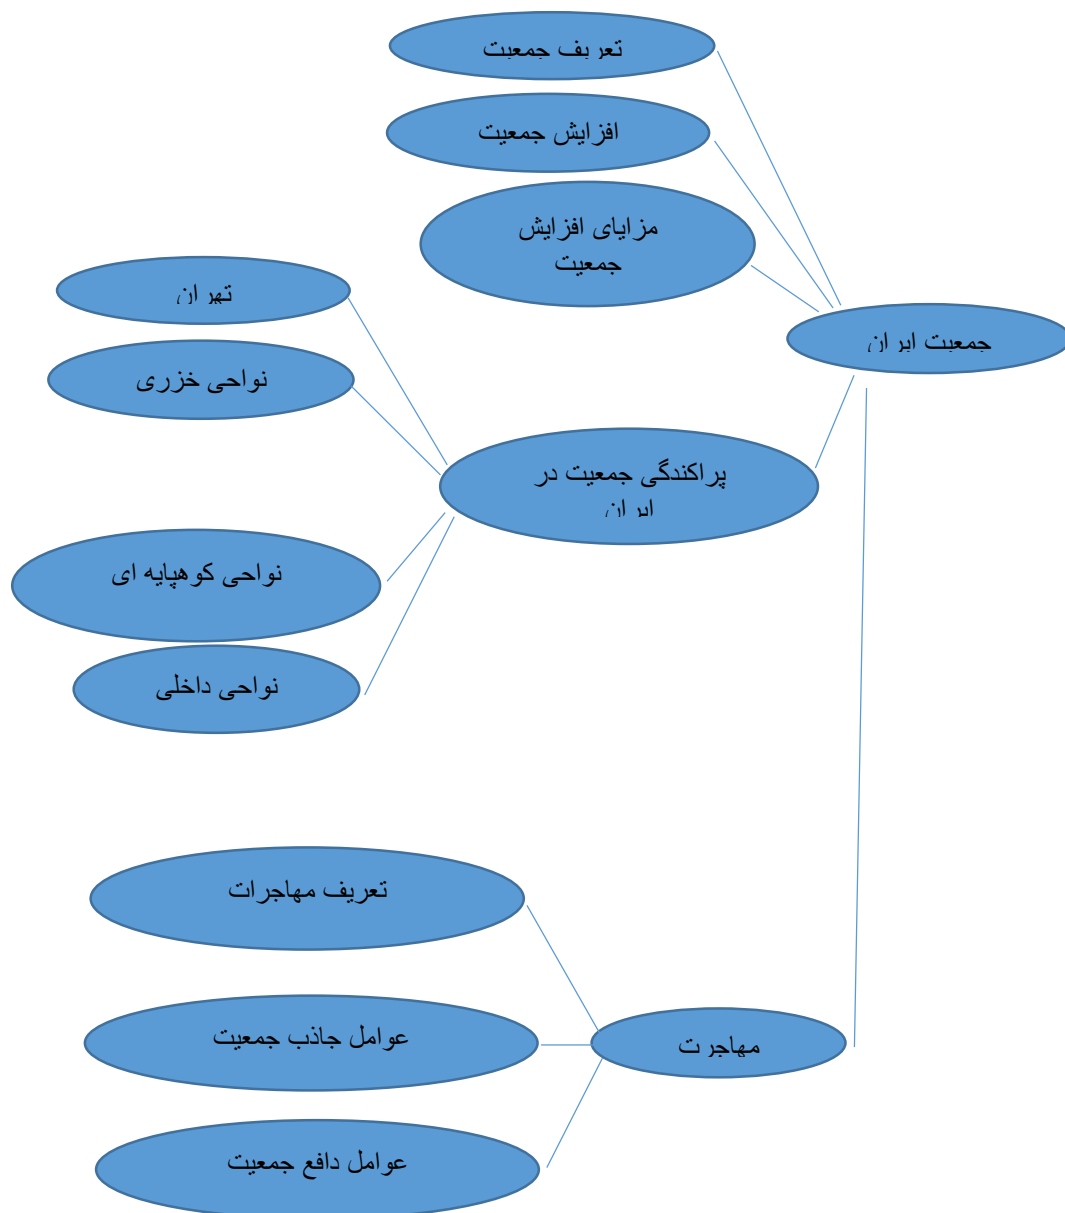 تعریف جمعیت
افزایش جمعیت
مزایای افزایش
جمعیت
جمعیت ایران
تهران
نواحی خزری
پراکندگی جمعیت در
ایران
نواحی کوهپایه ای
نواحی داخلی
تعریف مهاجرات
عوامل جاذب جمعیت
مهاجرت
عوامل دافع جمعیت